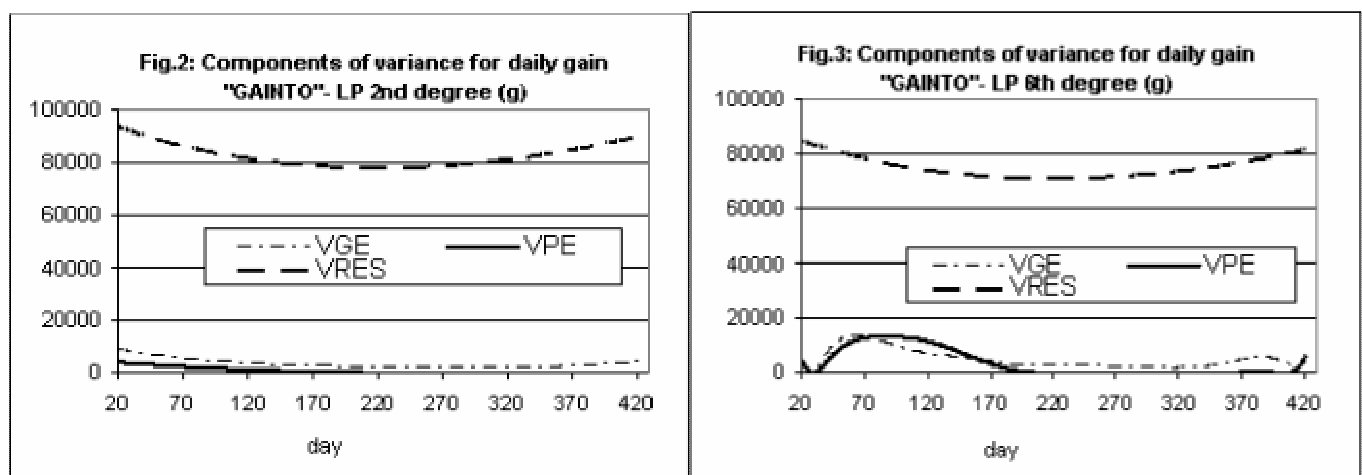 Fig.2: Components of variance for daily gain
"GAINTO"- LP 2nd degree (g)
100000
80000
60000
40000
20000
0
VGE
VPE
VRES
20
70
120
170
220
270
320
370
420
day
Fig.3: Components of variance for daily gain
"GAINTO"- LP 6th degree (g)
100000
80000
60000
40000
20000
0
VGE
VPE
VRES
20
70
120
170
220
270
320
370
420
day